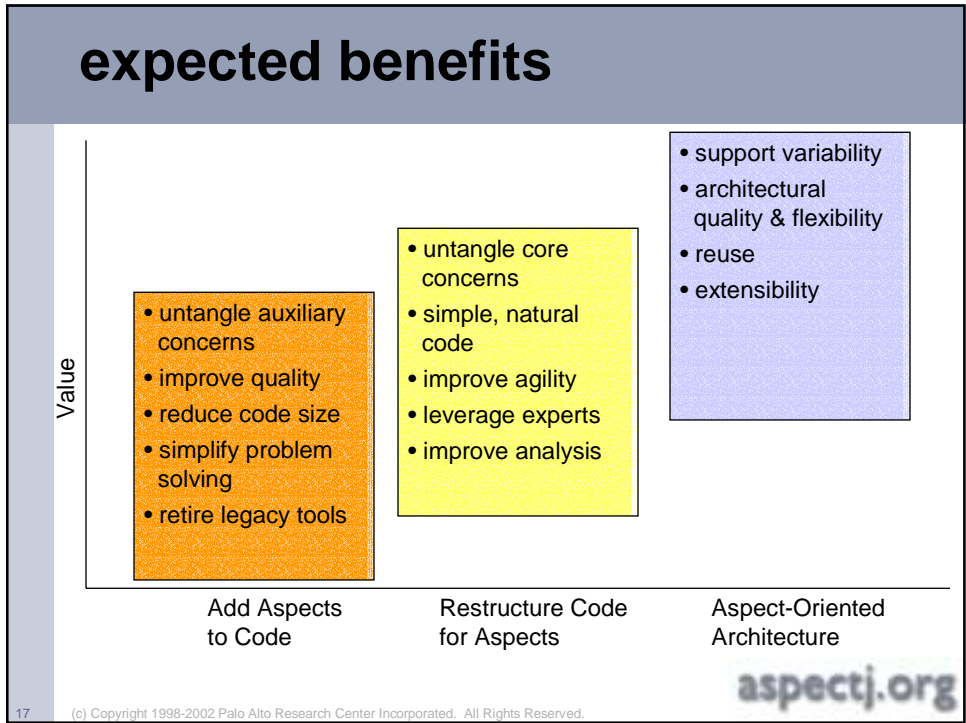 expected benefits
Value
• untangle auxiliary
concerns
• improve quality
• reduce code size
• simplify problem
solving
• retire legacy tools
• untangle core
concerns
• simple, natural
code
• improve agility
• leverage experts
• improve analysis
• support variability
• architectural
quality & flexibility
• reuse
• extensibility
Add Aspects
to Code
Restructure Code
for Aspects
Aspect-Oriented
Architecture
aspectj.org
17
(c) Copyright 1998-2002 Palo Alto Research Center Incorporated. All Rights Reserved.